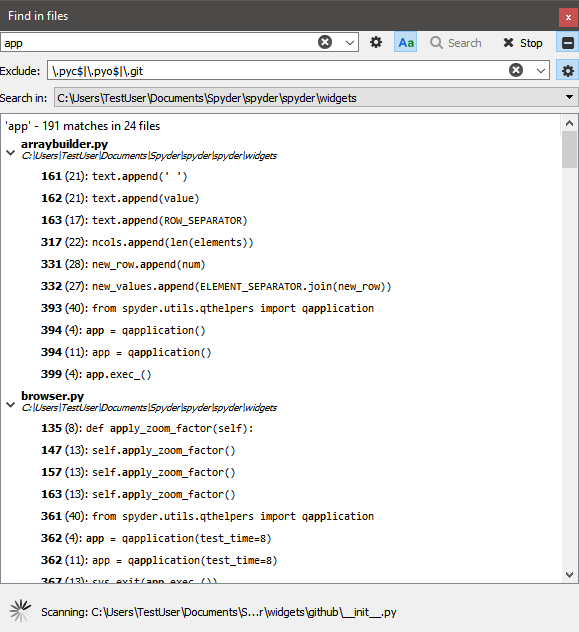 Find in files
x
app
Aa
Search
Stop
Exclude: \.pyc$|\.pyo$|\.git
Search in: C:\Users\TestUser\Documents\Spyder\spyder\spyder\widgets
'app' - 191 matches in 24 files
arraybuilder.py
C:\Users\TestUser\Documents\Spyder\spyder\spyder\widgets
161 (21): text.append(' ')
162 (21): text.append(value)
163 (17): text.append(ROW_SEPARATOR)
317 (22): ncols.append(len(elements))
331 (28): new_row.append(num)
332 (27): new_values.append(ELEMENT_SEPARATOR.join(new_row))
393 (40): from spyder.utils.qthelpers import qapplication
394 (4): app = qapplication()
394 (11): app = qapplication()
399 (4): app.exec_()
browser.py
C:\Users\TestUser\Documents\Spyder\spyder\spyder\widgets
135 (8): def apply_zoom_factor(self):
147 (13): self.apply_zoom_factor()
157 (13): self.apply_zoom_factor()
163 (13): self.apply_zoom_factor()
361 (40): from spyder.utils.qthelpers import qapplication
362 (4): app = qapplication(test_time=8)
362 (11): app = qapplication(test_time=8)
367 (13): sys.exit(app.exec_())
Scanning: C:\Users\TestUser\Documents\S...r\widgets\github\__init__.py